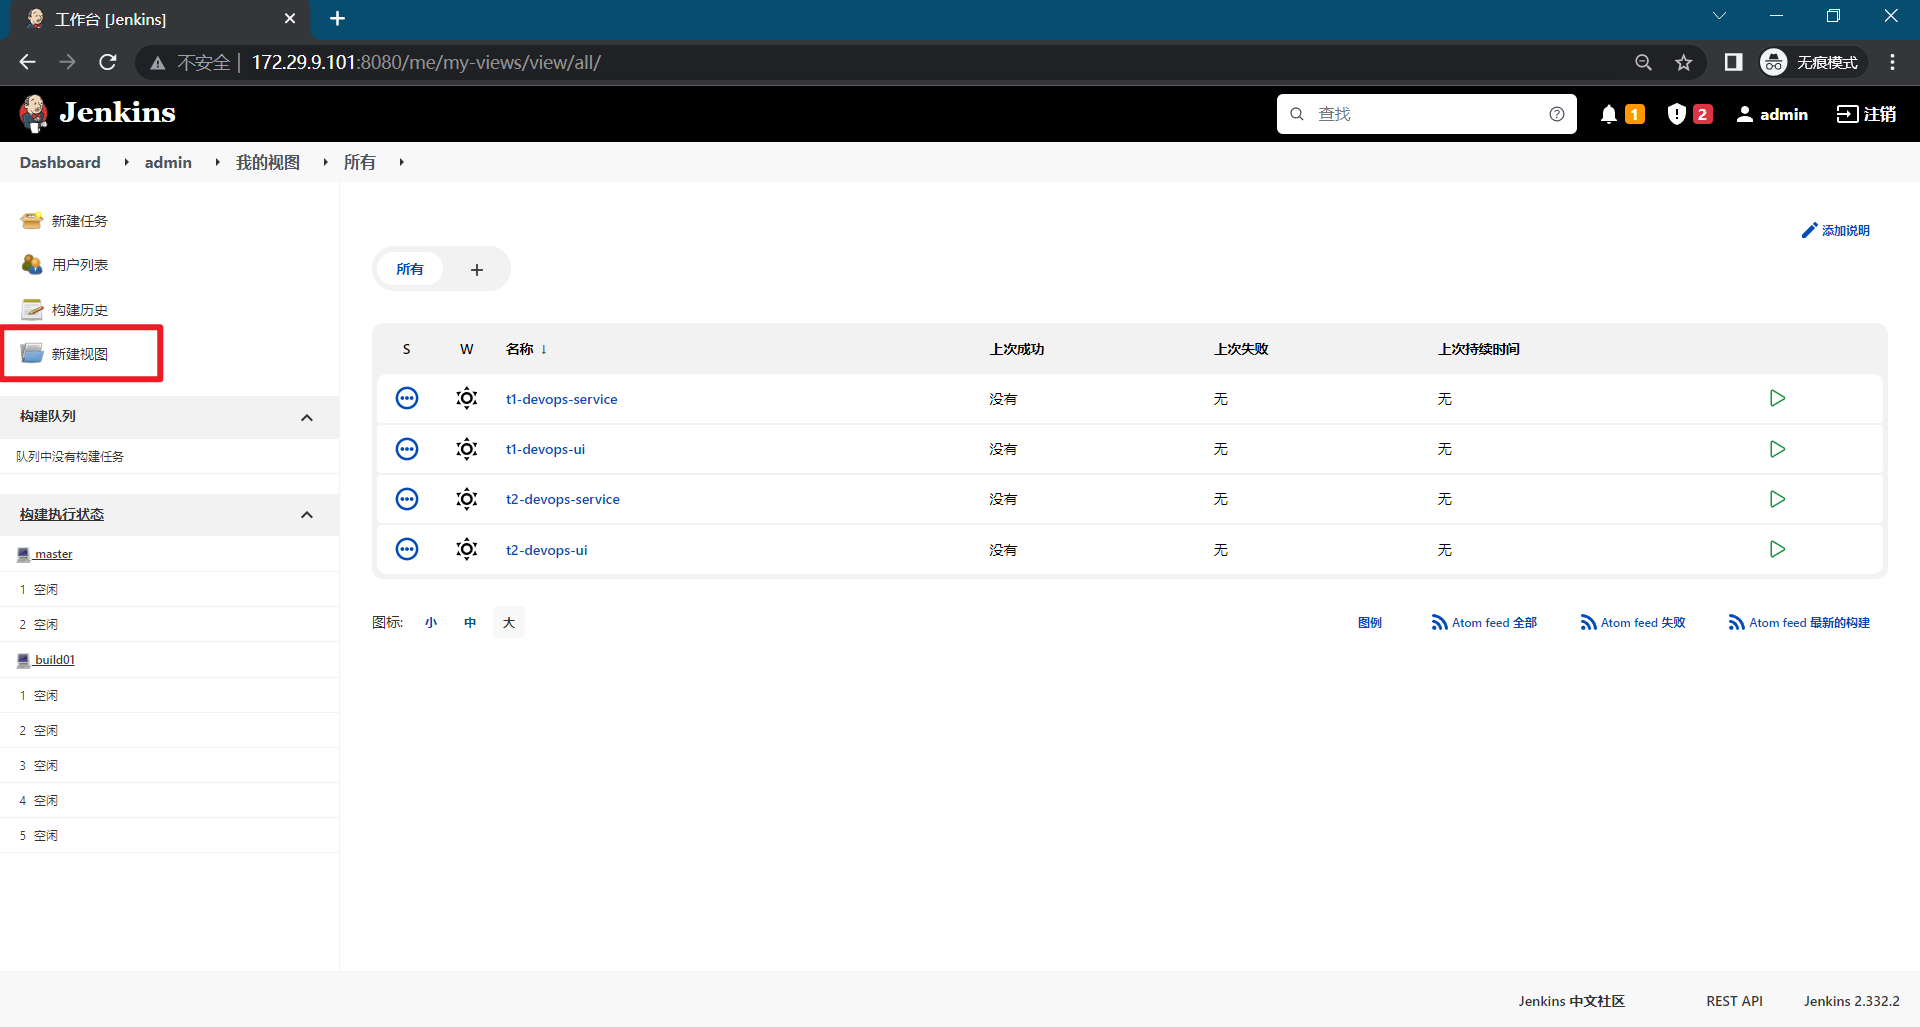 工作台 [Jenkins]
不安全 172.29.9.101:8080/me/my-views/view/all/ 无痕模式
Jenkins 查找 1 2 admin 注销
Dashboard admin 我的视图 所有
新建任务
用户列表
构建历史
新建视图
构建队列
队列中没有构建任务
构建执行状态
master
1 空闲
2 空闲
build01
1 空闲
2 空闲
3 空闲
4 空闲
5 空闲
添加说明
所有 +
S W 名称 ↓ 上次成功 上次失败 上次持续时间
t1-devops-service 没有 无 无
t1-devops-ui 没有 无 无
t2-devops-service 没有 无 无
t2-devops-ui 没有 无 无
图标: 小 中 大 图例 Atom feed 全部 Atom feed 失败 Atom feed 最新的构建
Jenkins 中文社区 REST API Jenkins 2.332.2